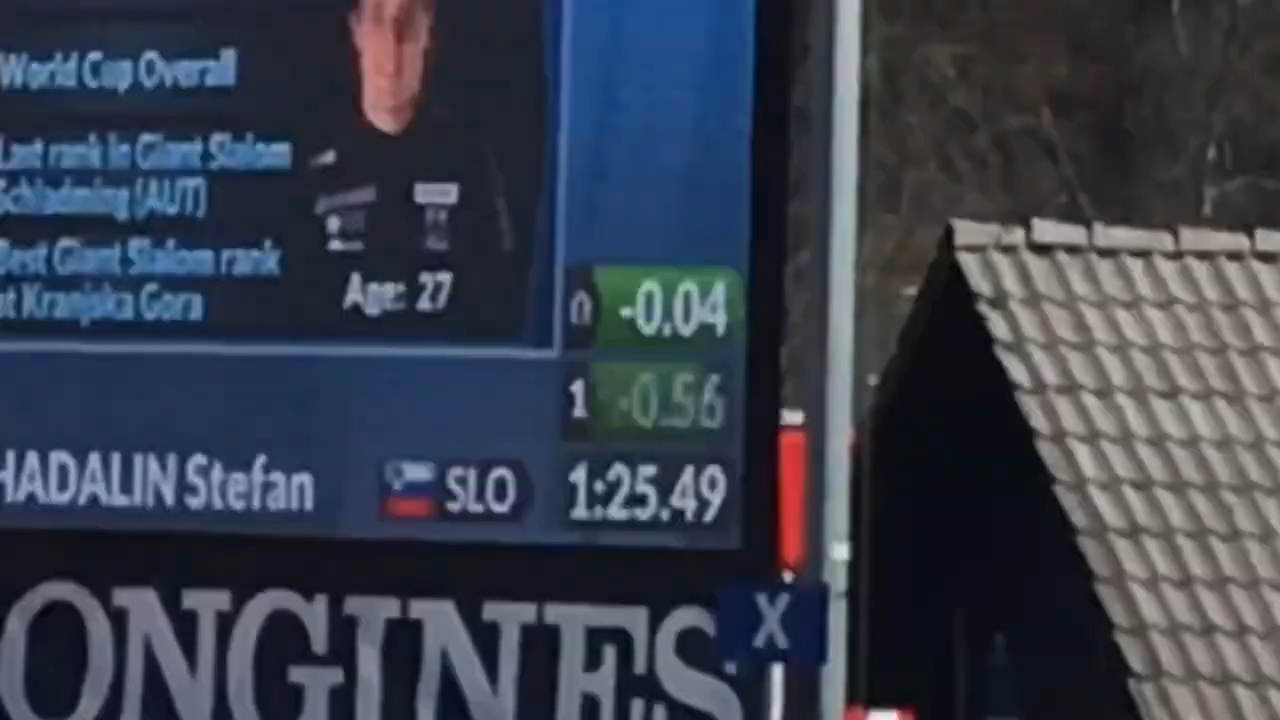 World Cup Overall
Last rank in Giant Slalom
Schladming (AUT)
Best Giant Slalom rank
at Kranjska Gora
Age: 27
0 -0.04
1 -0.56
HADALIN Stefan SLO 1:25.49
ONGINES
X